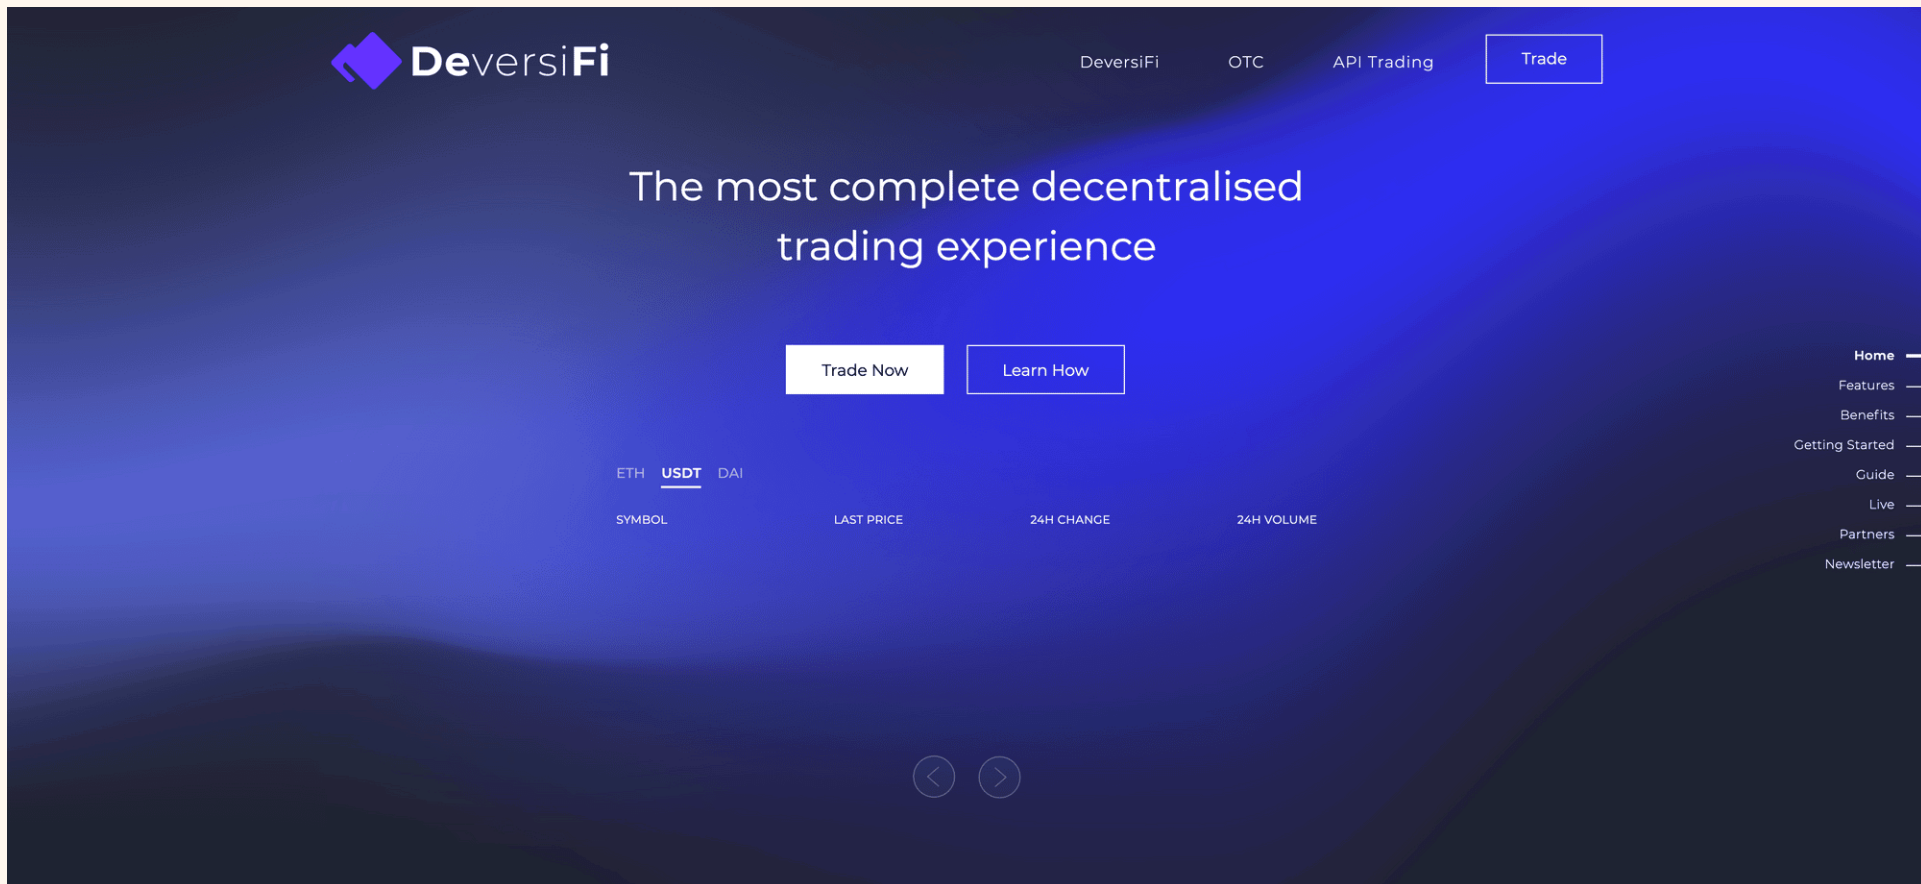 DeversiFi
DeversiFi OTC API Trading Trade
The most complete decentralised
trading experience
Trade Now Learn How
ETH USDT DAI
SYMBOL LAST PRICE 24H CHANGE 24H VOLUME
Home
Features
Benefits
Getting Started
Guide
Live
Partners
Newsletter